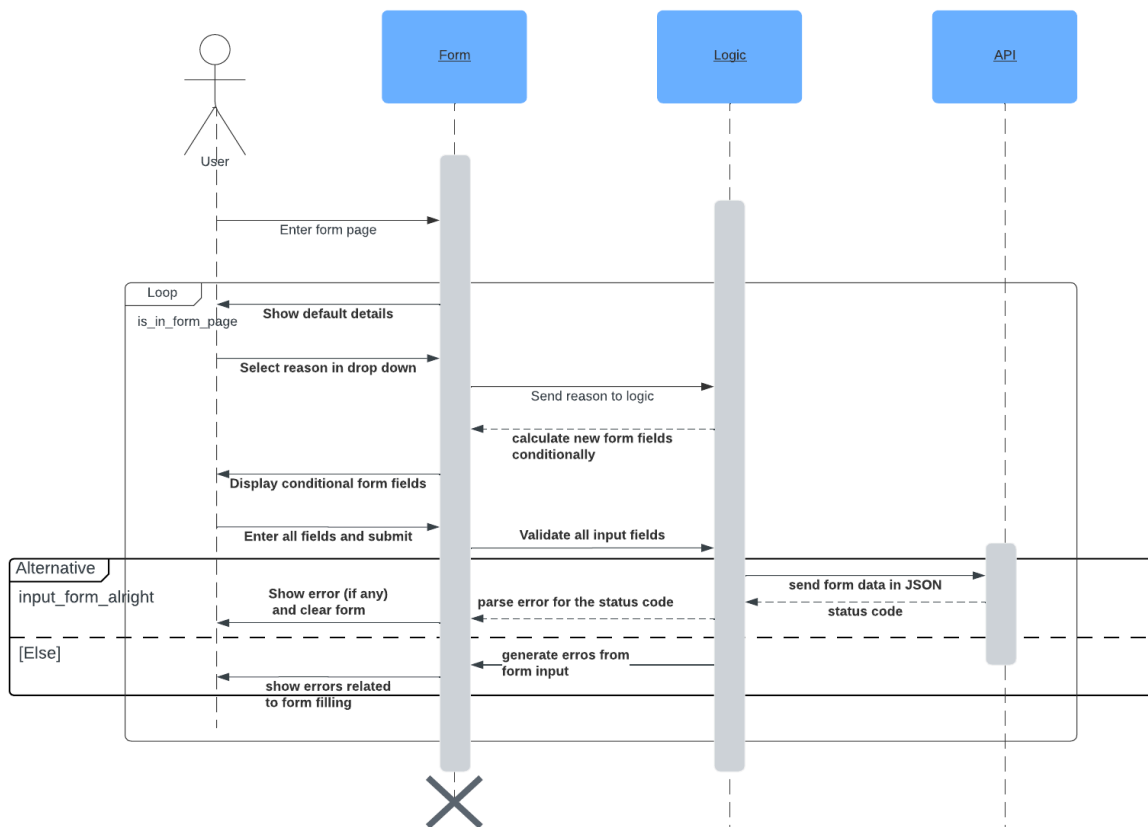 Form
Logic
API
User
Enter form page
Loop
is_in_form_page
Show default details
Select reason in drop down
Send reason to logic
calculate new form fields
conditionally
Display conditional form fields
Enter all fields and submit
Validate all input fields
Alternative
input_form_alright
send form data in JSON
status code
parse error for the status code
Show error (if any)
and clear form
[Else]
generate erros from
form input
show errors related
to form filling